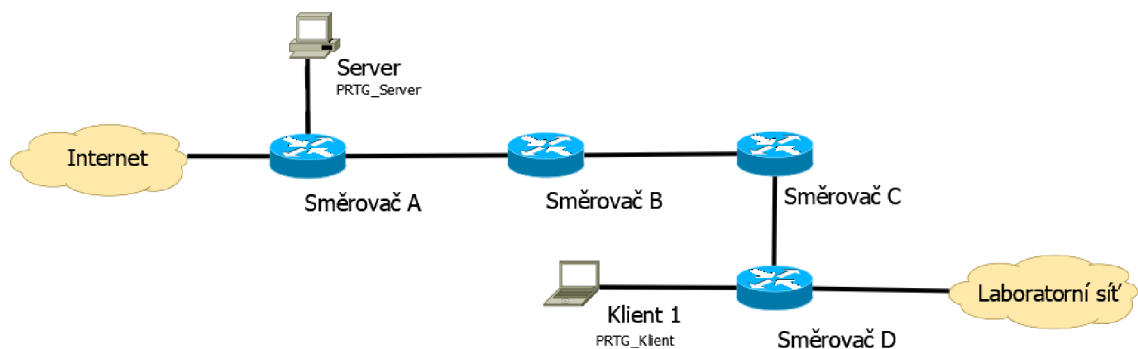 Server
PRTG_Server
Internet
Směrovač A
Směrovač B
Směrovač C
Klient 1
PRTG_Klient
Směrovač D
Laboratorní síť